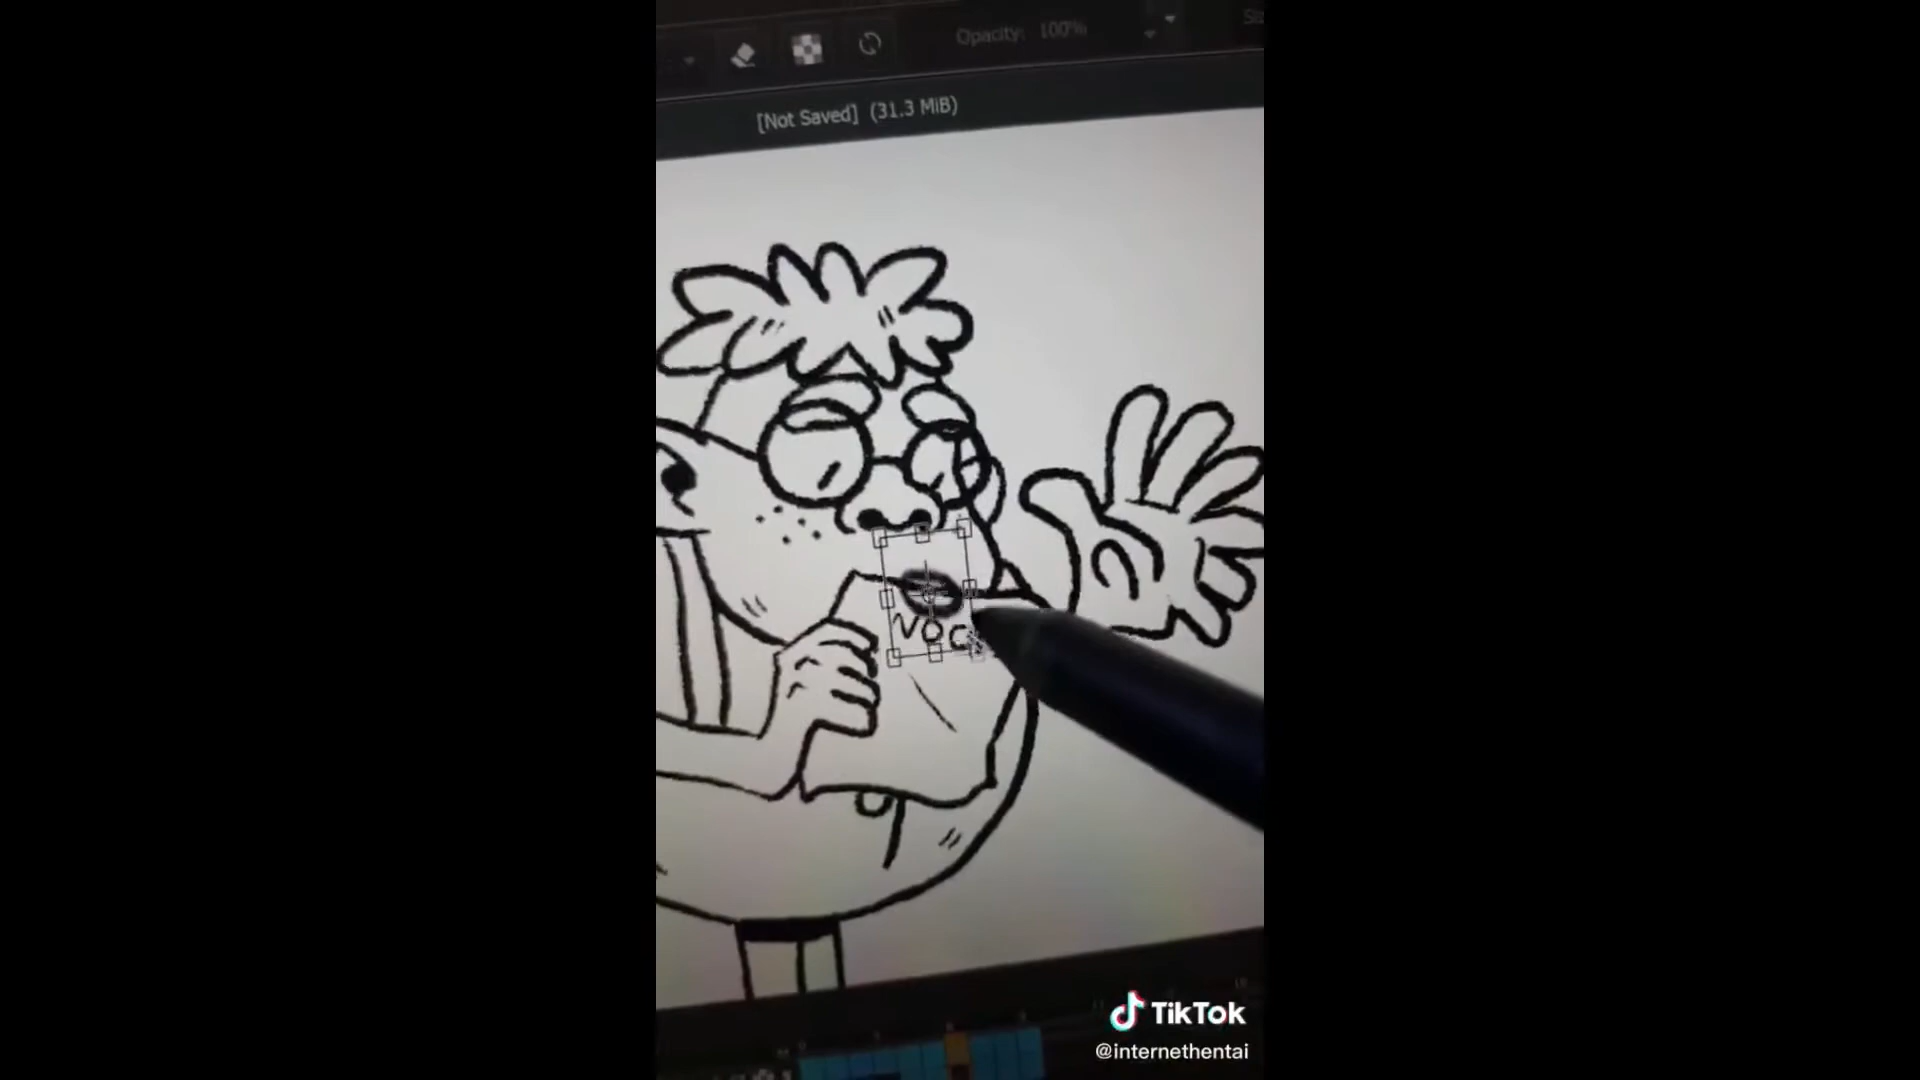 Opacity: 100%
[Not Saved] (31.3 MiB)
TikTok
@internethentai